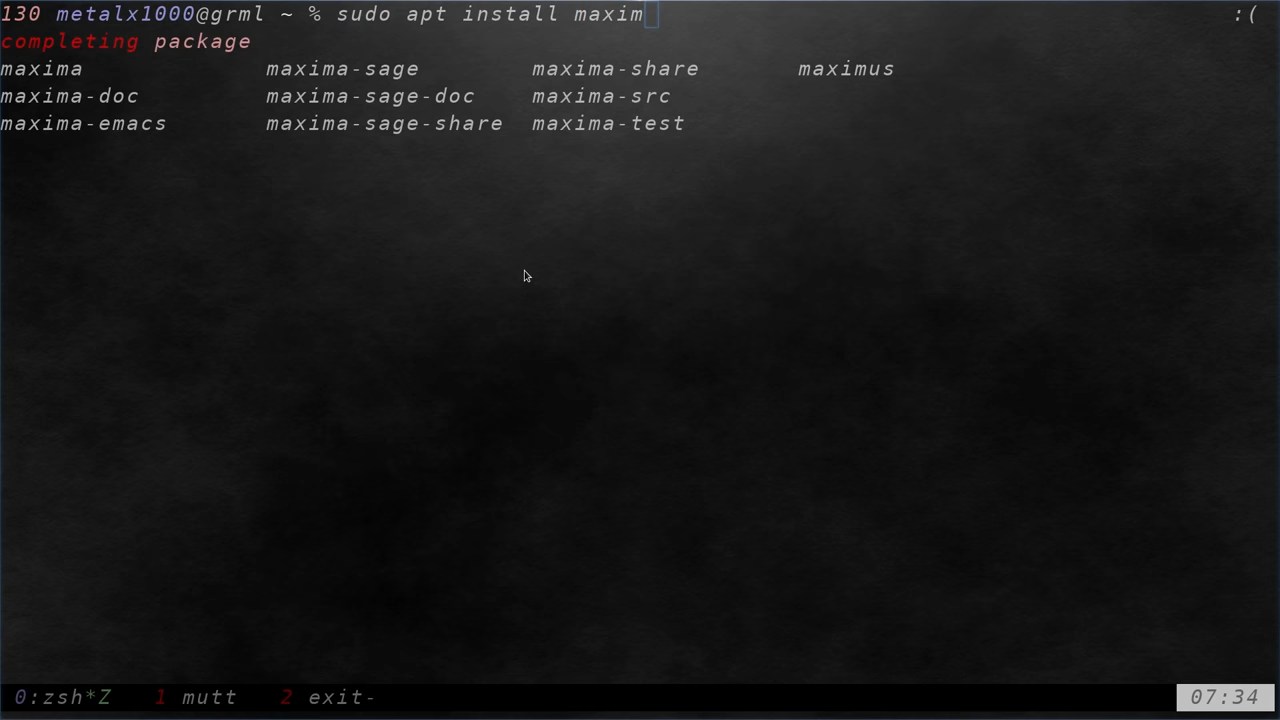 130 metalx1000@grml ~ % sudo apt install maxim :(
completing package
maxima maxima-sage maxima-share maximus
maxima-doc maxima-sage-doc maxima-src
maxima-emacs maxima-sage-share maxima-test
0:zsh*Z 1 mutt 2 exit- 07:34